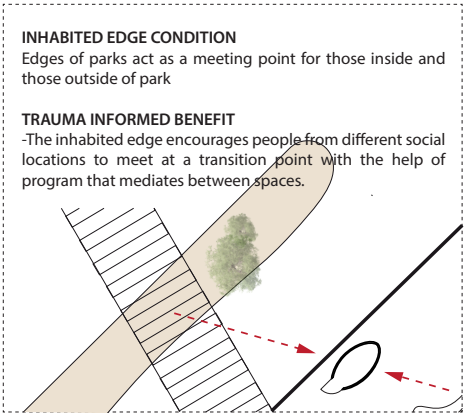 INHABITED EDGE CONDITION
Edges of parks act as a meeting point for those inside and
those outside of park
TRAUMA INFORMED BENEFIT
-The inhabited edge encourages people from different social
locations to meet at a transition point with the help of
program that mediates between spaces.